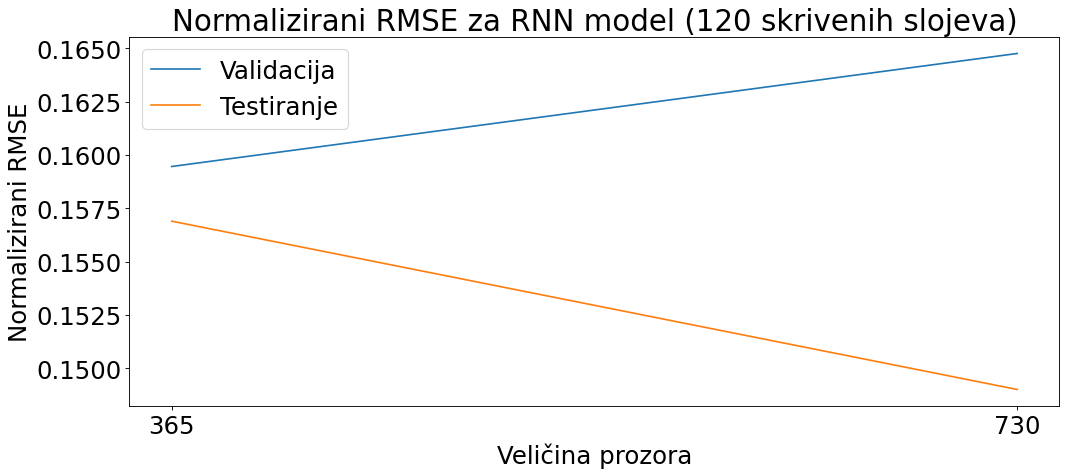 Normalizirani RMSE za RNN model (120 skrivenih slojeva)
Validacija
Testiranje
Normalizirani RMSE
0.1650
0.1625
0.1600
0.1575
0.1550
0.1525
0.1500
365 730
Veličina prozora